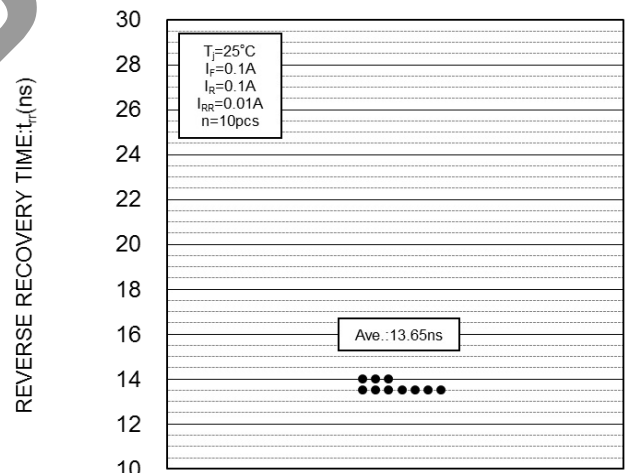 REVERSE RECOVERY TIME:trr(ns)
30
28
26
24
22
20
18
16
14
12
10
Tj=25°C
IF=0.1A
IR=0.1A
IRR=0.01A
n=10pcs
Ave.:13.65ns